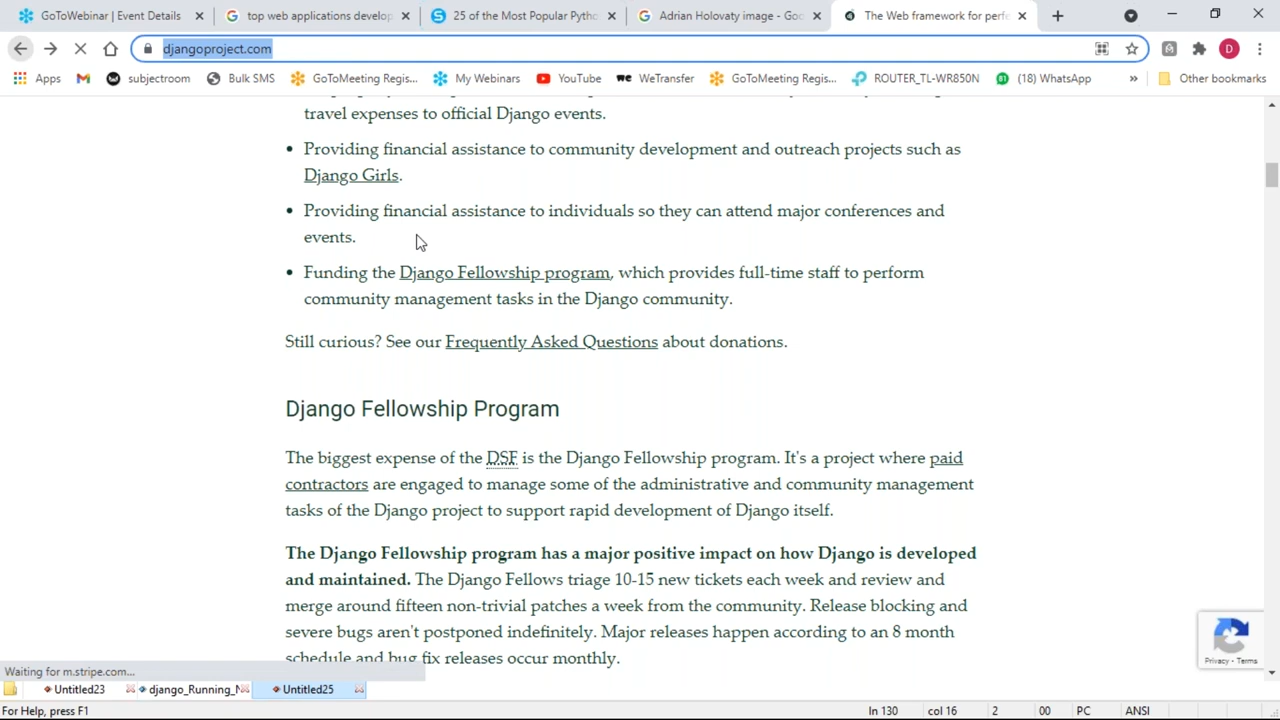 GoToWebinar | Event Details
top web applications develop
25 of the Most Popular Pytho
Adrian Holovaty image - Goo
The Web framework for perfe
djangoproject.com
D
Apps
subjectroom
Bulk SMS
GoToMeeting Regis...
My Webinars
YouTube
WeTransfer
GoToMeeting Regis...
ROUTER_TL-WR850N
(18) WhatsApp
»
Other bookmarks
travel expenses to official Django events.
• Providing financial assistance to community development and outreach projects such as
Django Girls.
• Providing financial assistance to individuals so they can attend major conferences and
events.
• Funding the Django Fellowship program, which provides full-time staff to perform
community management tasks in the Django community.
Still curious? See our Frequently Asked Questions about donations.
Django Fellowship Program
The biggest expense of the DSF is the Django Fellowship program. It's a project where paid
contractors are engaged to manage some of the administrative and community management
tasks of the Django project to support rapid development of Django itself.
The Django Fellowship program has a major positive impact on how Django is developed
and maintained. The Django Fellows triage 10-15 new tickets each week and review and
merge around fifteen non-trivial patches a week from the community. Release blocking and
severe bugs aren't postponed indefinitely. Major releases happen according to an 8 month
schedule and bug fix releases occur monthly.
Privacy - Terms
Waiting for m.stripe.com...
Untitled23
django_Running_N
Untitled25
For Help, press F1
ln 130
col 16
2
00
PC
ANSI